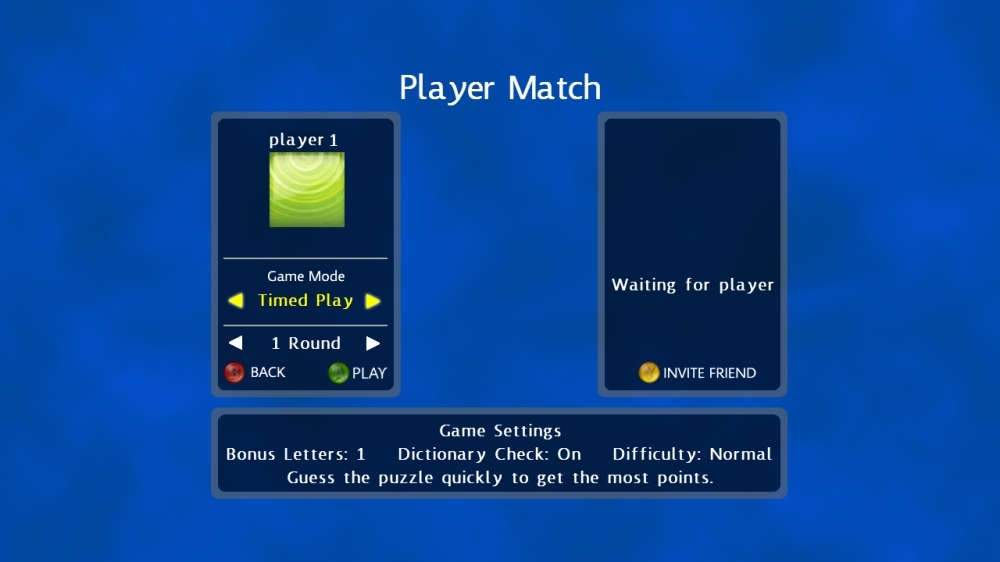 Player Match
player 1
Game Mode
Timed Play
1 Round
BACK PLAY
Waiting for player
INVITE FRIEND
Game Settings
Bonus Letters: 1 Dictionary Check: On Difficulty: Normal
Guess the puzzle quickly to get the most points.